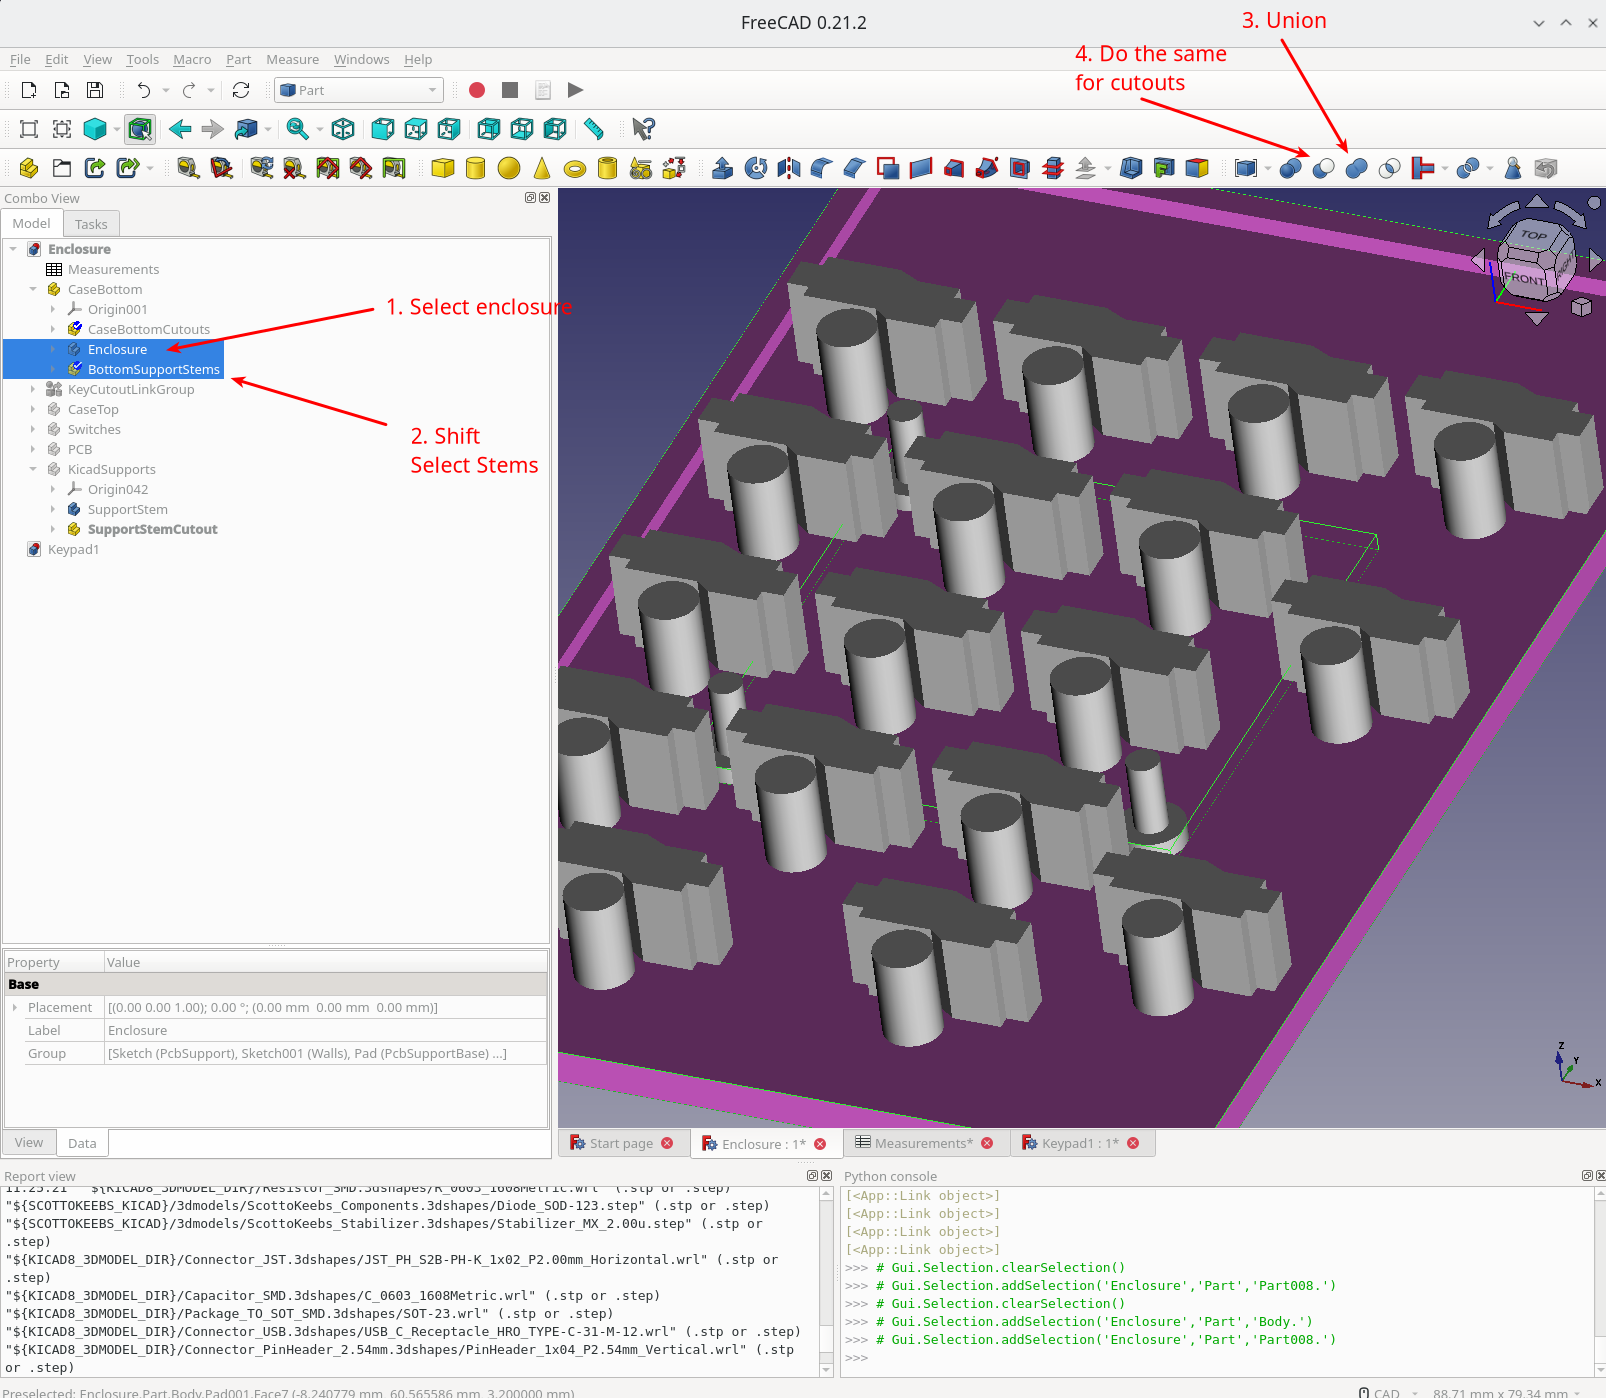 FreeCAD 0.21.2
3. Union
4. Do the same
for cutouts
File Edit View Tools Macro Part Measure Windows Help
Part
Combo View
Model Tasks
Enclosure
Measurements
CaseBottom
Origin001
CaseBottomCutouts
Enclosure
BottomSupportStems
KeyCutoutLinkGroup
CaseTop
Switches
PCB
KicadSupports
Origin042
SupportStem
SupportStemCutout
Keypad1
1. Select enclosure
2. Shift
Select Stems
TOP
FRONT
Z
Y
X
Property Value
Base
Placement [(0.00 0.00 1.00); 0.00 °; (0.00 mm 0.00 mm 0.00 mm)]
Label Enclosure
Group [Sketch (PcbSupport), Sketch001 (Walls), Pad (PcbSupportBase) ...]
View Data
Start page Enclosure : 1* Measurements* Keypad1 : 1*
Report view
11:25:21 "${KICAD8_3DMODEL_DIR}/Resistor_SMD.3dshapes/R_0603_1608Metric.wrl" (.stp or .step)
"${SCOTTOKEEBS_KICAD}/3dmodels/ScottoKeebs_Components.3dshapes/Diode_SOD-123.step" (.stp or .step)
"${SCOTTOKEEBS_KICAD}/3dmodels/ScottoKeebs_Stabilizer.3dshapes/Stabilizer_MX_2.00u.step" (.stp or
.step)
"${KICAD8_3DMODEL_DIR}/Connector_JST.3dshapes/JST_PH_S2B-PH-K_1x02_P2.00mm_Horizontal.wrl" (.stp or
.step)
"${KICAD8_3DMODEL_DIR}/Capacitor_SMD.3dshapes/C_0603_1608Metric.wrl" (.stp or .step)
"${KICAD8_3DMODEL_DIR}/Package_TO_SOT_SMD.3dshapes/SOT-23.wrl" (.stp or .step)
"${KICAD8_3DMODEL_DIR}/Connector_USB.3dshapes/USB_C_Receptacle_HRO_TYPE-C-31-M-12.wrl" (.stp or .step)
"${KICAD8_3DMODEL_DIR}/Connector_PinHeader_2.54mm.3dshapes/PinHeader_1x04_P2.54mm_Vertical.wrl" (.stp
or .step)
Python console
[<App::Link object>]
[<App::Link object>]
[<App::Link object>]
[<App::Link object>]
>>> # Gui.Selection.clearSelection()
>>> # Gui.Selection.addSelection('Enclosure','Part','Part008.')
>>> # Gui.Selection.clearSelection()
>>> # Gui.Selection.addSelection('Enclosure','Part','Body.')
>>> # Gui.Selection.addSelection('Enclosure','Part','Part008.')
>>>
Preselected: Enclosure.Part.Body.Pad001.Face7 (-8.240779 mm, 60.565586 mm, 3.200000 mm)
CAD 88.71 mm x 79.34 mm